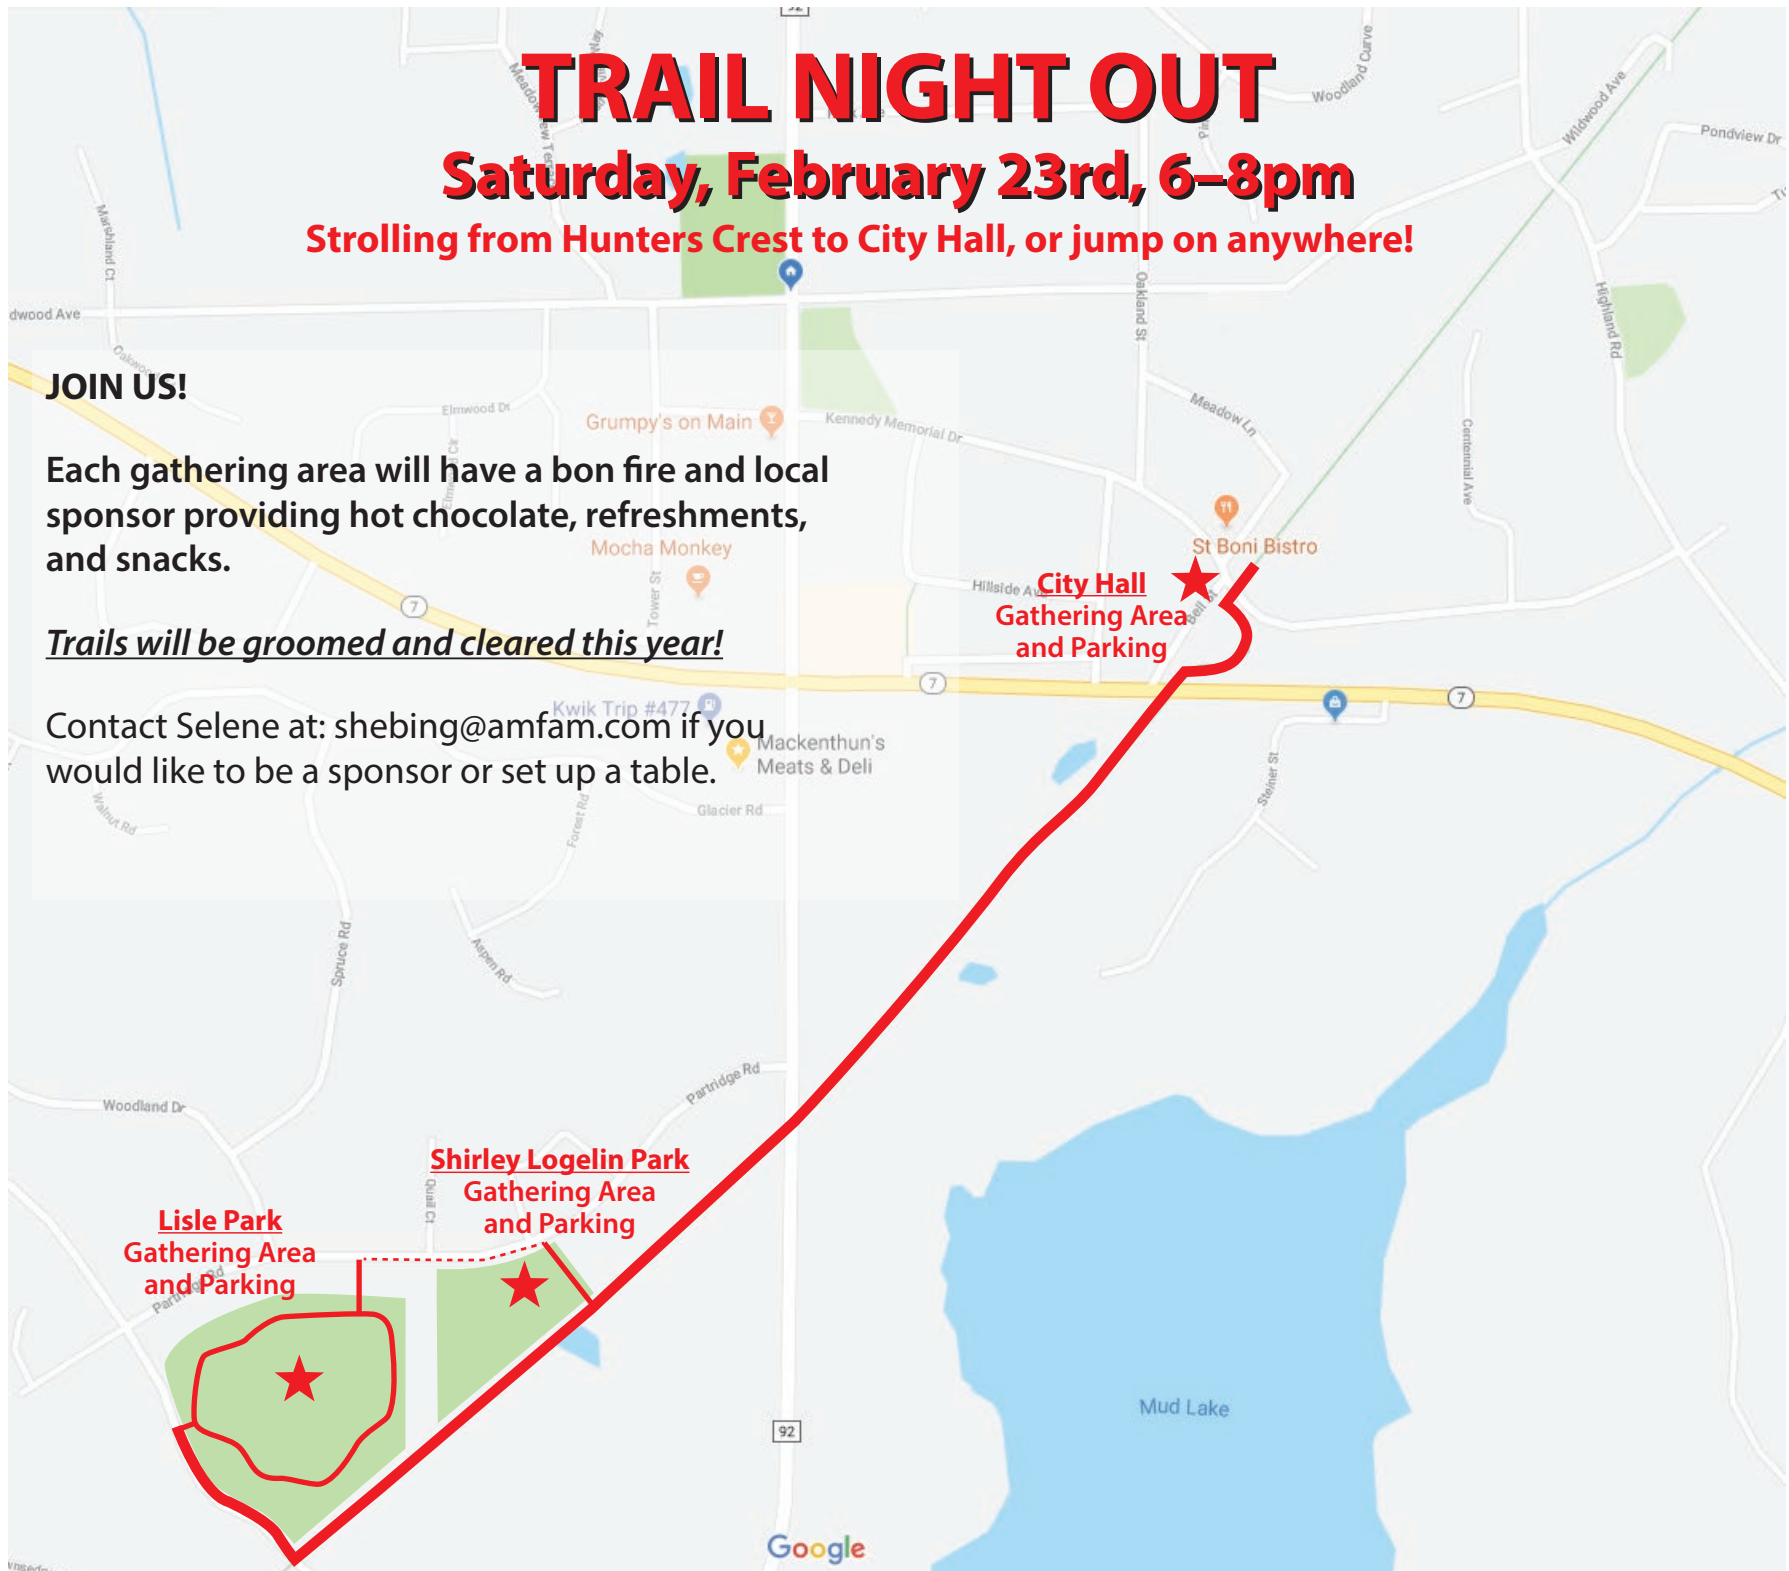 TRAIL NIGHT OUT
Saturday, February 23rd, 6–8pm
Strolling from Hunters Crest to City Hall, or jump on anywhere!
JOIN US!
Each gathering area will have a bon fire and local
sponsor providing hot chocolate, refreshments,
and snacks.
Trails will be groomed and cleared this year!
Contact Selene at: shebing@amfam.com if you
would like to be a sponsor or set up a table.
City Hall
Gathering Area
and Parking
Shirley Logelin Park
Gathering Area
and Parking
Lisle Park
Gathering Area
and Parking
Woodland Curve
Wildwood Ave
Pondview Dr
Marshland Ct
dwood Ave
Oakland St
Highland Rd
Elmwood Dr
Grumpy's on Main
Kennedy Memorial Dr
Meadow Ln
Centennial Ave
St Boni Bistro
Mocha Monkey
Tower St
Hillside
Bell St
7
7
7
Kwik Trip #477
Mackenthun's
Meats & Deli
Glacier Rd
Walnut Rd
Forest Rd
Steiner St
Spruce Rd
Aspen Rd
Partridge Rd
Woodland Dr
Quail Ct
Partridge Rd
92
Mud Lake
Google